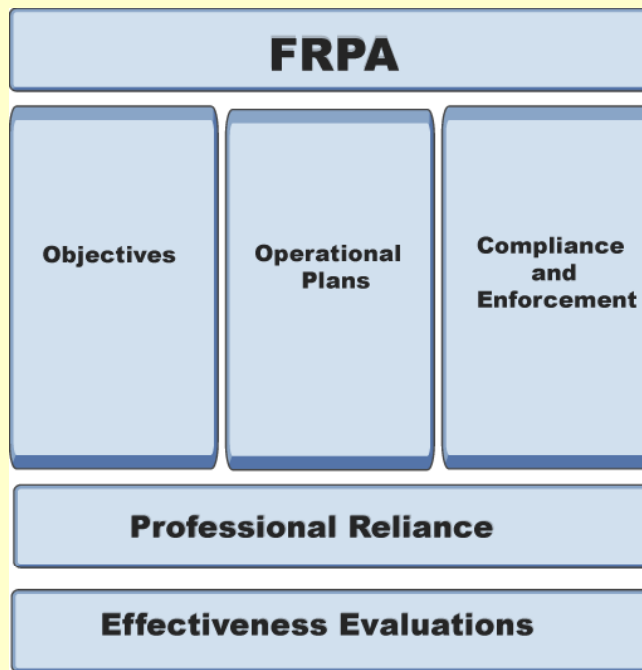 FRPA
Objectives
Operational
Plans
Compliance
and
Enforcement
Professional Reliance
Effectiveness Evaluations